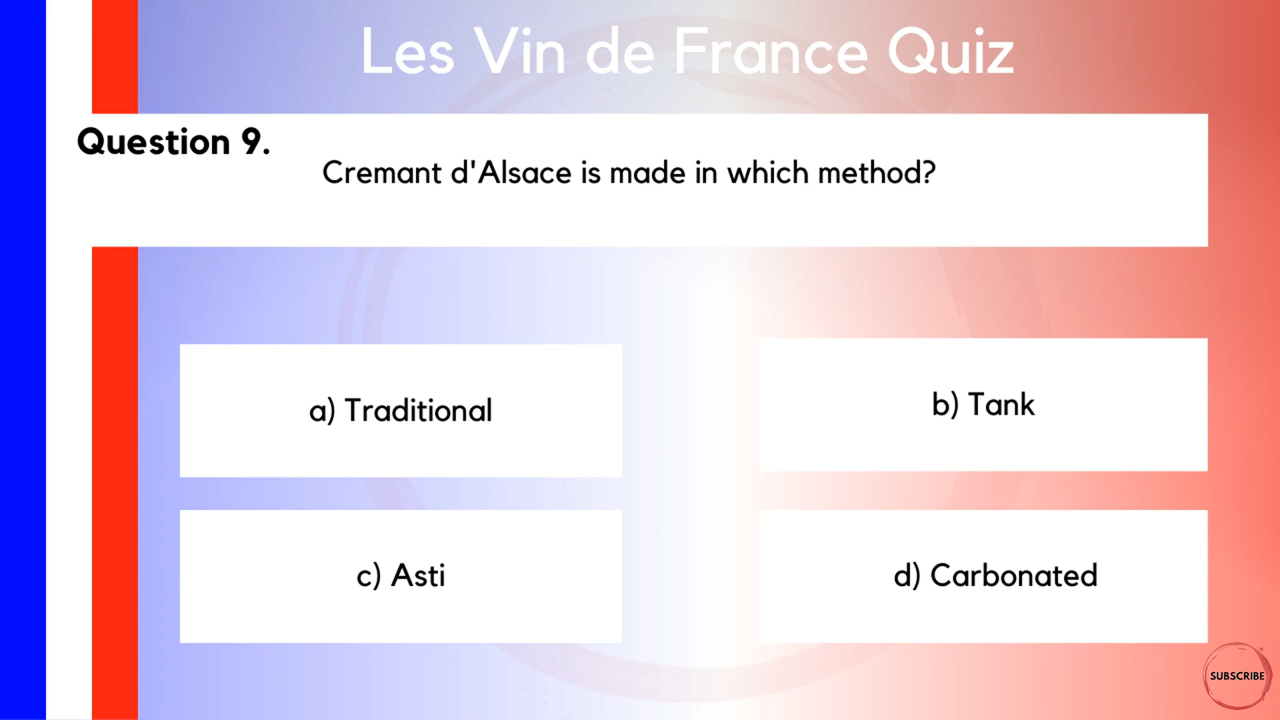 Les Vin de France Quiz
Question 9.
Cremant d'Alsace is made in which method?
a) Traditional
b) Tank
c) Asti
d) Carbonated
SUBSCRIBE